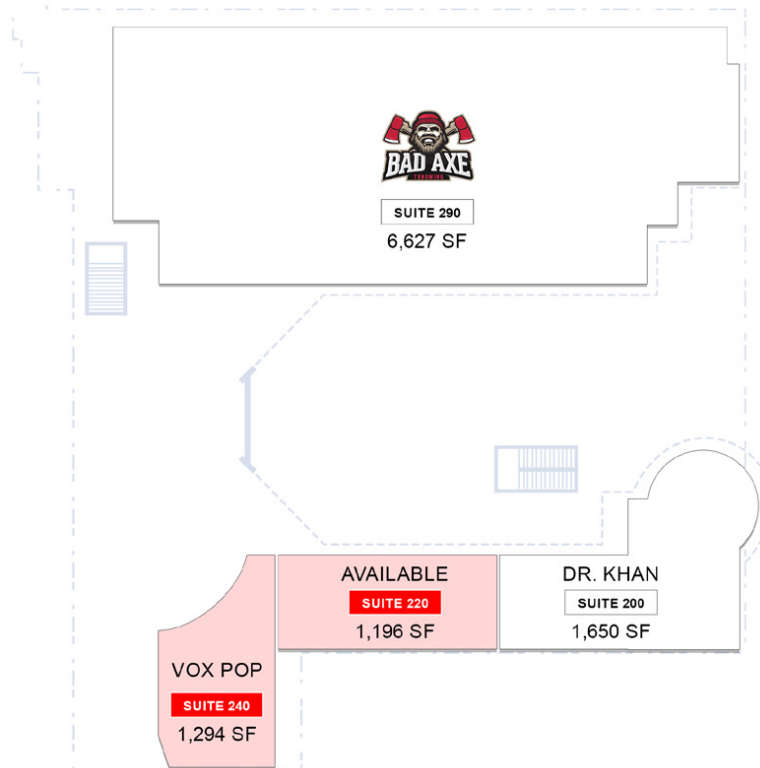 BAD AXE
THROWING
SUITE 290
6,627 SF
AVAILABLE
SUITE 220
1,196 SF
DR. KHAN
SUITE 200
1,650 SF
VOX POP
SUITE 240
1,294 SF